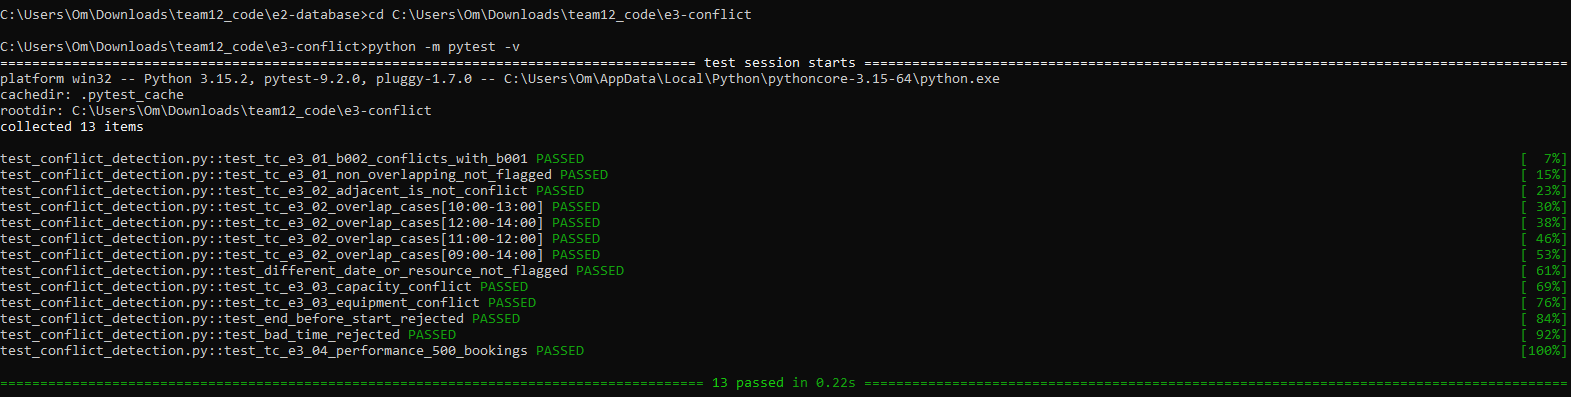 C:\Users\Om\Downloads\team12_code\e2-database>cd C:\Users\Om\Downloads\team12_code\e3-conflict
C:\Users\Om\Downloads\team12_code\e3-conflict>python -m pytest -v
======================================================================================= test session starts ========================================================================================
platform win32 -- Python 3.15.2, pytest-9.2.0, pluggy-1.7.0 -- C:\Users\Om\AppData\Local\Python\pythoncore-3.15-64\python.exe
cachedir: .pytest_cache
rootdir: C:\Users\Om\Downloads\team12_code\e3-conflict
collected 13 items
test_conflict_detection.py::test_tc_e3_01_b002_conflicts_with_b001 PASSED [  7%]
test_conflict_detection.py::test_tc_e3_01_non_overlapping_not_flagged PASSED [ 15%]
test_conflict_detection.py::test_tc_e3_02_adjacent_is_not_conflict PASSED [ 23%]
test_conflict_detection.py::test_tc_e3_02_overlap_cases[10:00-13:00] PASSED [ 30%]
test_conflict_detection.py::test_tc_e3_02_overlap_cases[12:00-14:00] PASSED [ 38%]
test_conflict_detection.py::test_tc_e3_02_overlap_cases[11:00-12:00] PASSED [ 46%]
test_conflict_detection.py::test_tc_e3_02_overlap_cases[09:00-14:00] PASSED [ 53%]
test_conflict_detection.py::test_different_date_or_resource_not_flagged PASSED [ 61%]
test_conflict_detection.py::test_tc_e3_03_capacity_conflict PASSED [ 69%]
test_conflict_detection.py::test_tc_e3_03_equipment_conflict PASSED [ 76%]
test_conflict_detection.py::test_end_before_start_rejected PASSED [ 84%]
test_conflict_detection.py::test_bad_time_rejected PASSED [ 92%]
test_conflict_detection.py::test_tc_e3_04_performance_500_bookings PASSED [100%]
======================================================================================== 13 passed in 0.22s ========================================================================================